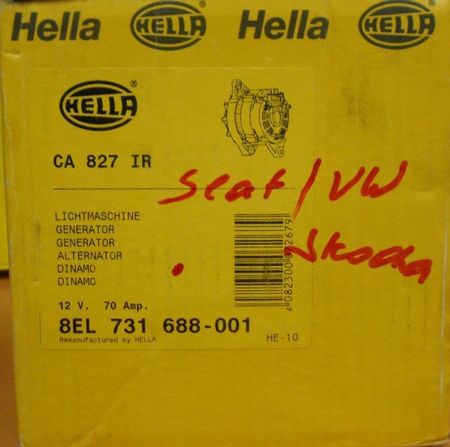 Hella HELLA Hella HELLA
HELLA
CA 827 IR
Seat/VW
Skoda
LICHTMASCHINE
GENERATOR
GENERATOR
ALTERNATOR
DINAMO
DINAMO
12 V. 70 Amp.
8EL 731 688-001
Remanufactured by HELLA
HE-10